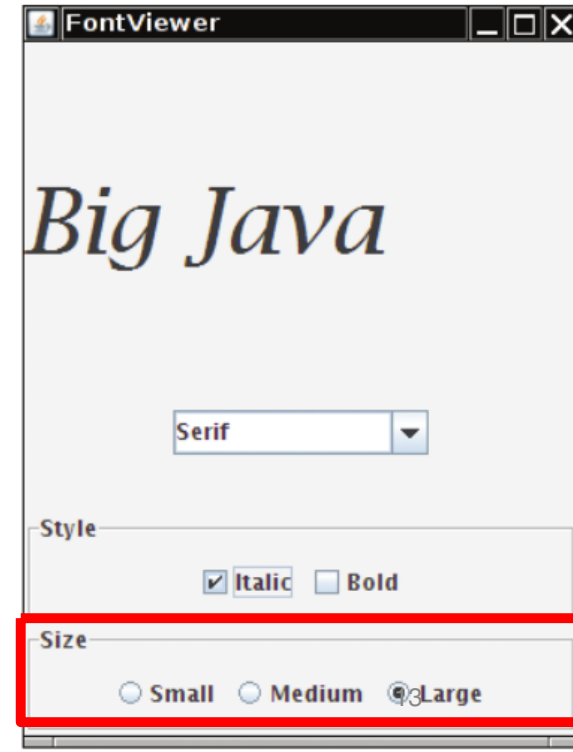 FontViewer
Big Java
Serif
Style
Italic Bold
Size
Small Medium Large